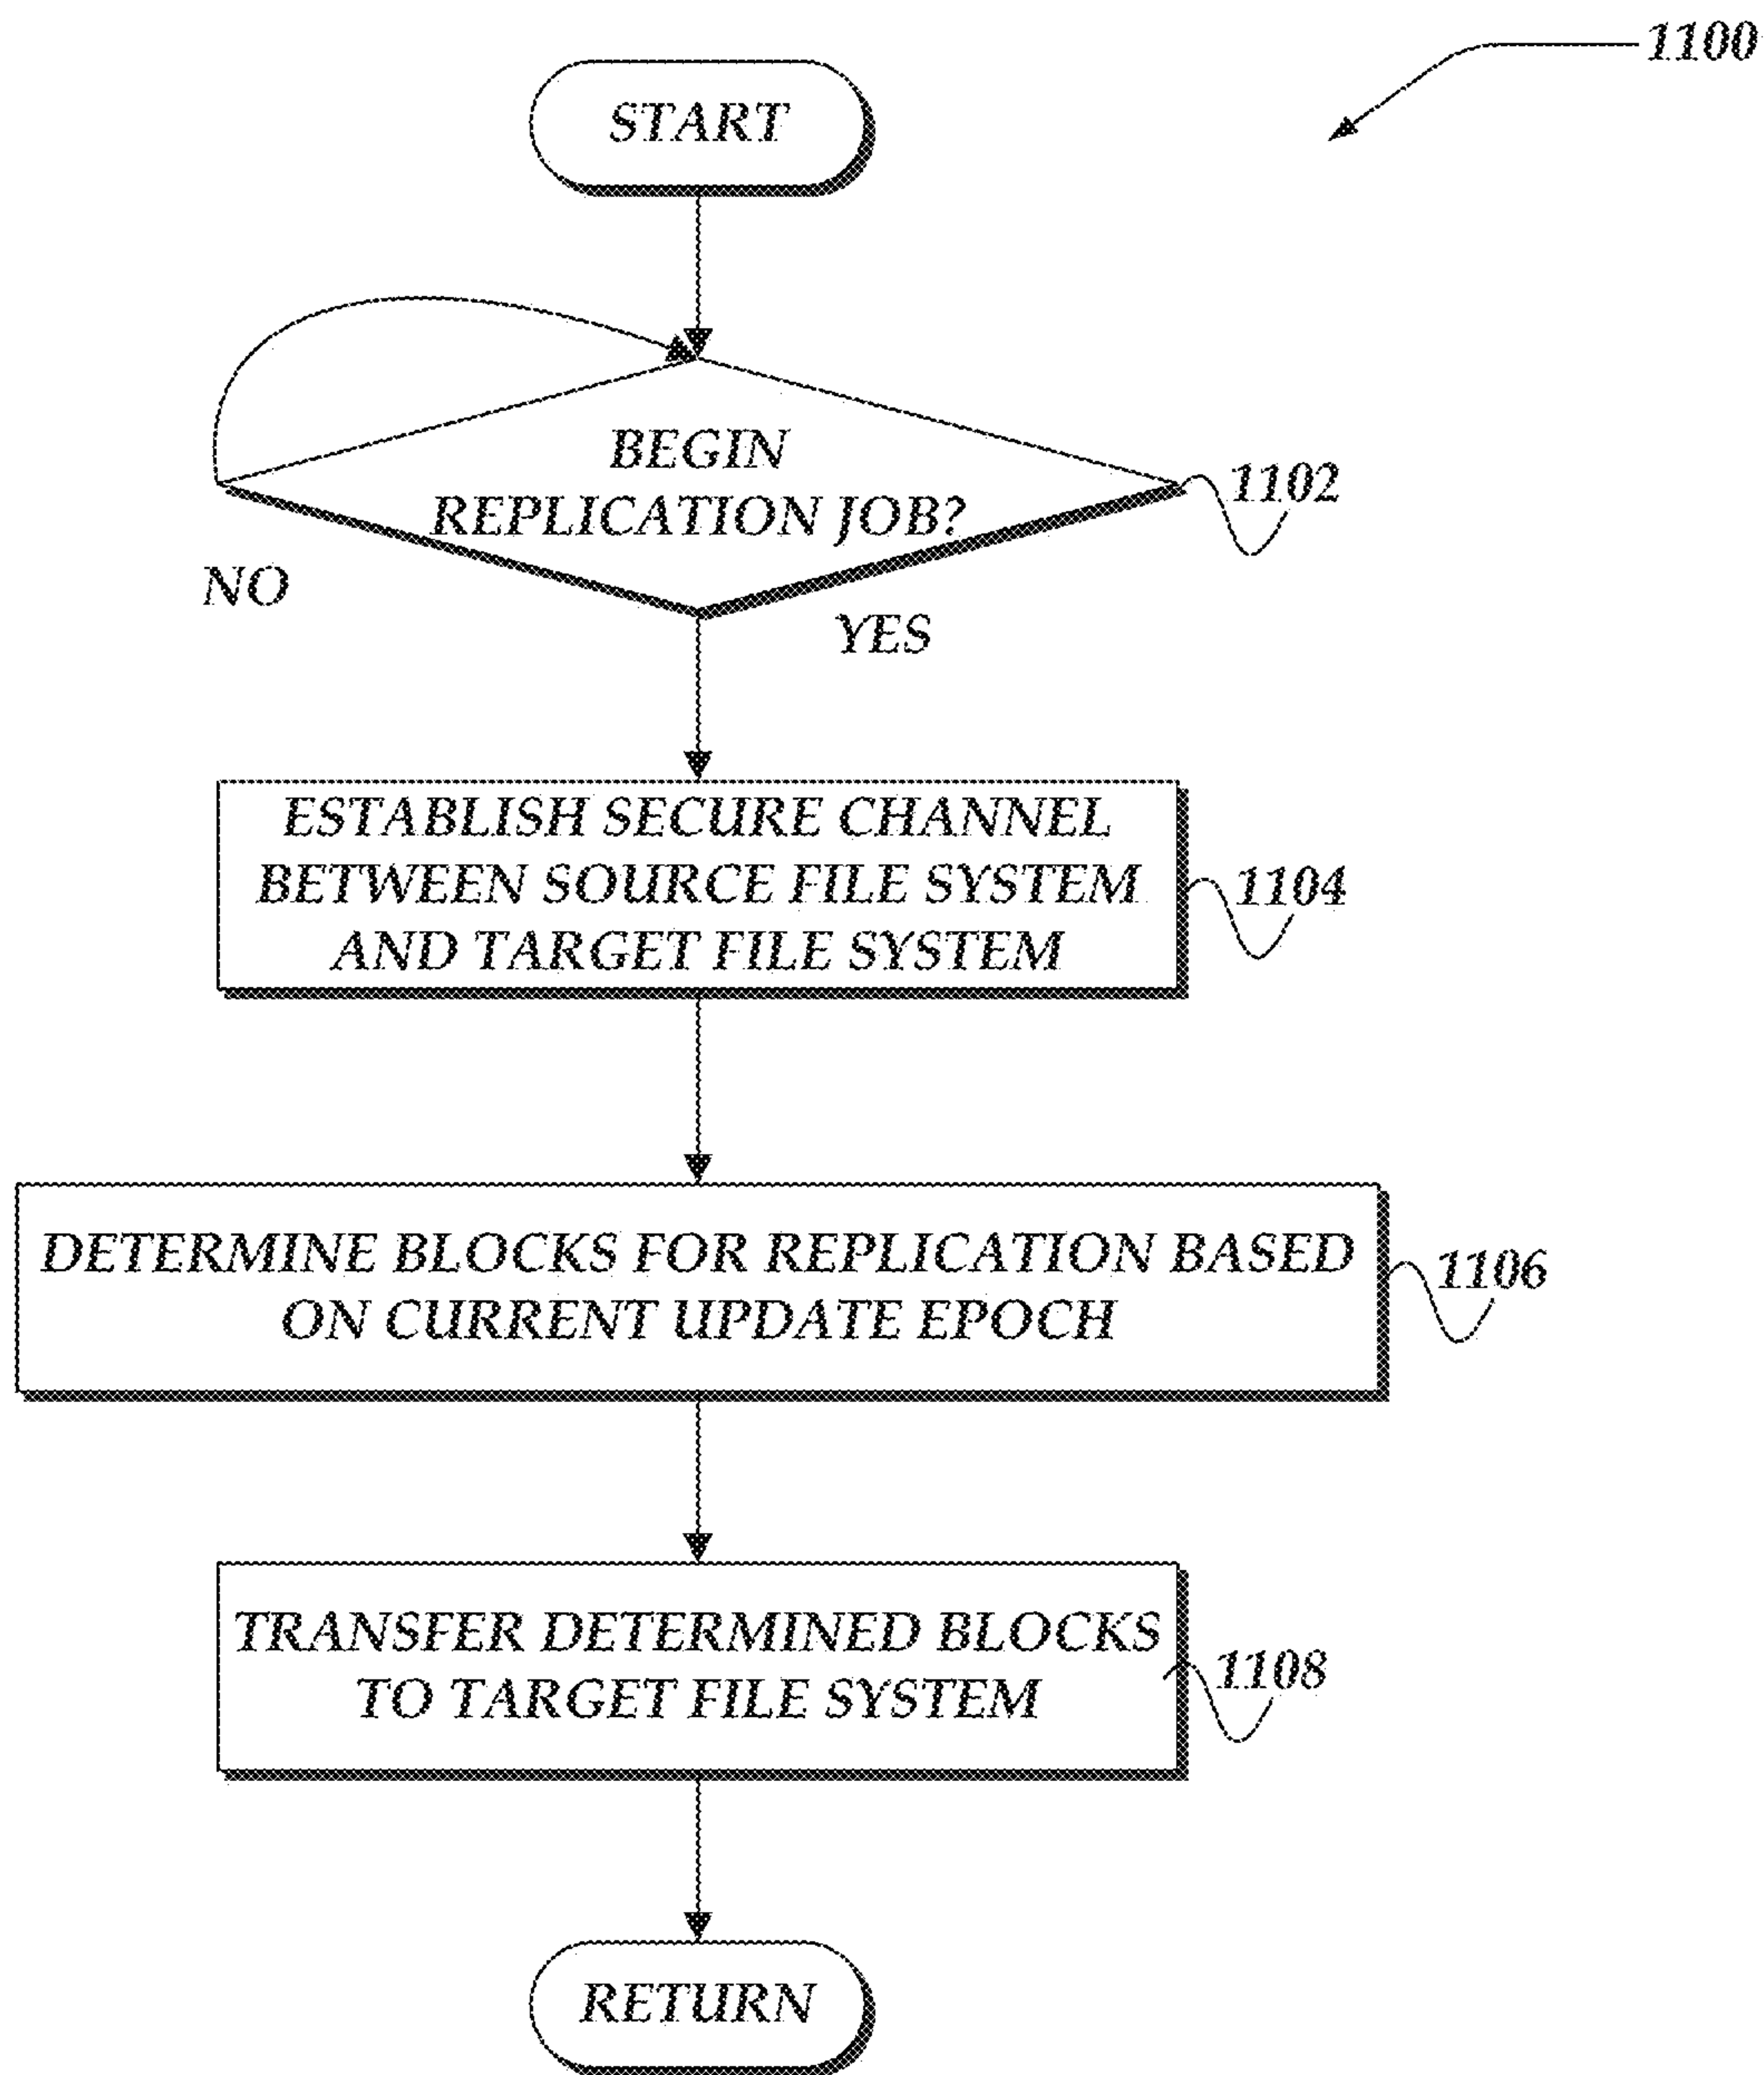 1100
START
BEGIN
REPLICATION JOB?
1102
NO
YES
ESTABLISH SECURE CHANNEL
BETWEEN SOURCE FILE SYSTEM
AND TARGET FILE SYSTEM
1104
DETERMINE BLOCKS FOR REPLICATION BASED
ON CURRENT UPDATE EPOCH
1106
TRANSFER DETERMINED BLOCKS
TO TARGET FILE SYSTEM
1108
RETURN